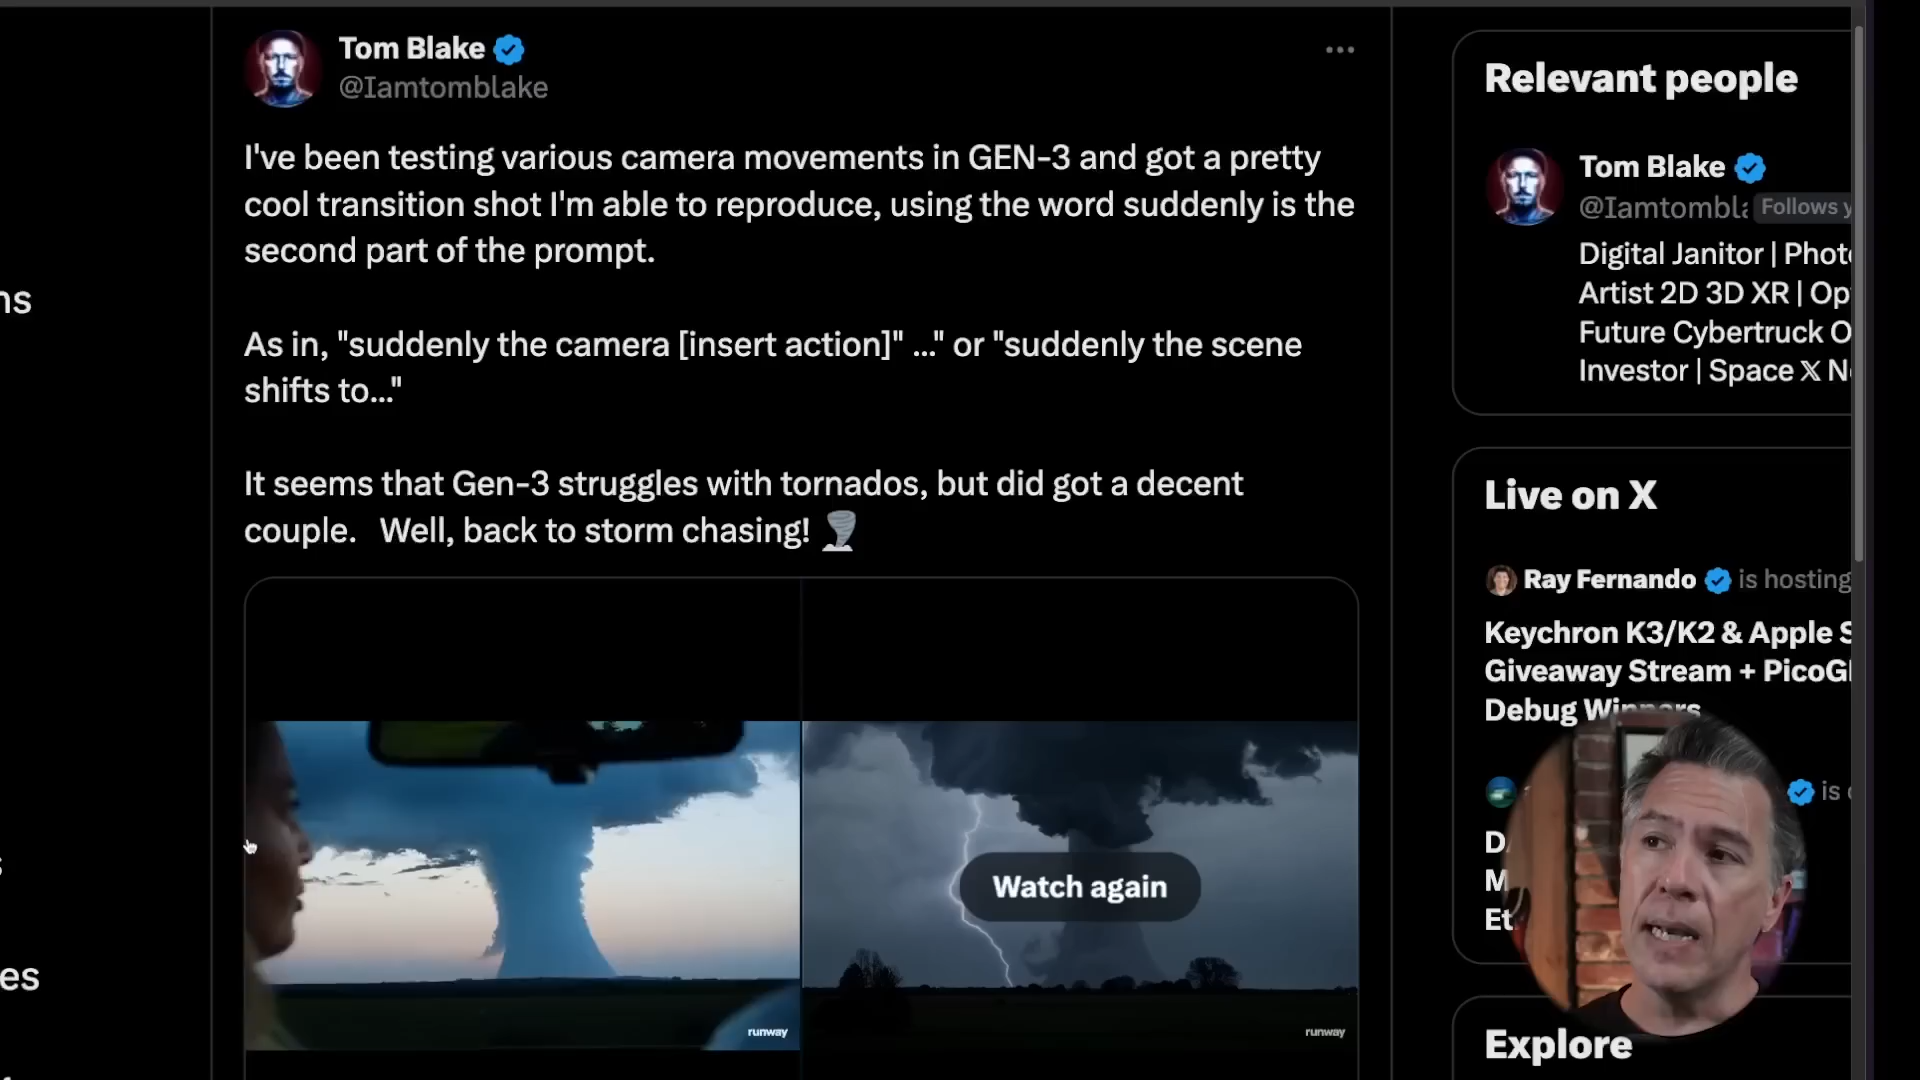 Tom Blake
@Iamtomblake
I've been testing various camera movements in GEN-3 and got a pretty
cool transition shot I'm able to reproduce, using the word suddenly is the
second part of the prompt.
As in, "suddenly the camera [insert action]" ..." or "suddenly the scene
shifts to..."
It seems that Gen-3 struggles with tornados, but did got a decent
couple. Well, back to storm chasing!
Watch again
runway
runway
ns
es
Relevant people
Tom Blake
@Iamtombl
Follows y
Digital Janitor | Phot
Artist 2D 3D XR | Op
Future Cybertruck O
Investor | Space 𝕏 N
Live on X
Ray Fernando is hosting
Keychron K3/K2 & Apple S
Giveaway Stream + PicoG
Debug Winners
is
D
M
Et
Explore